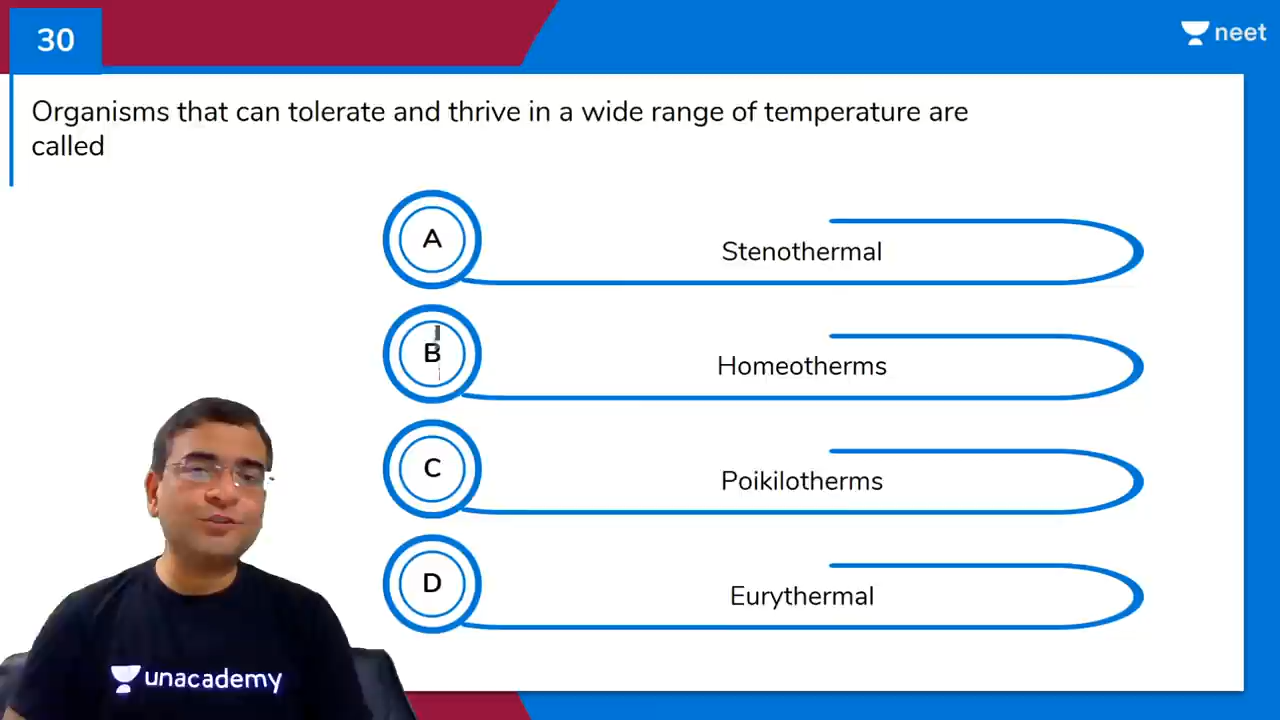 30
neet
Organisms that can tolerate and thrive in a wide range of temperature are
called
A
Stenothermal
B
Homeotherms
C
Poikilotherms
D
Eurythermal
unacademy